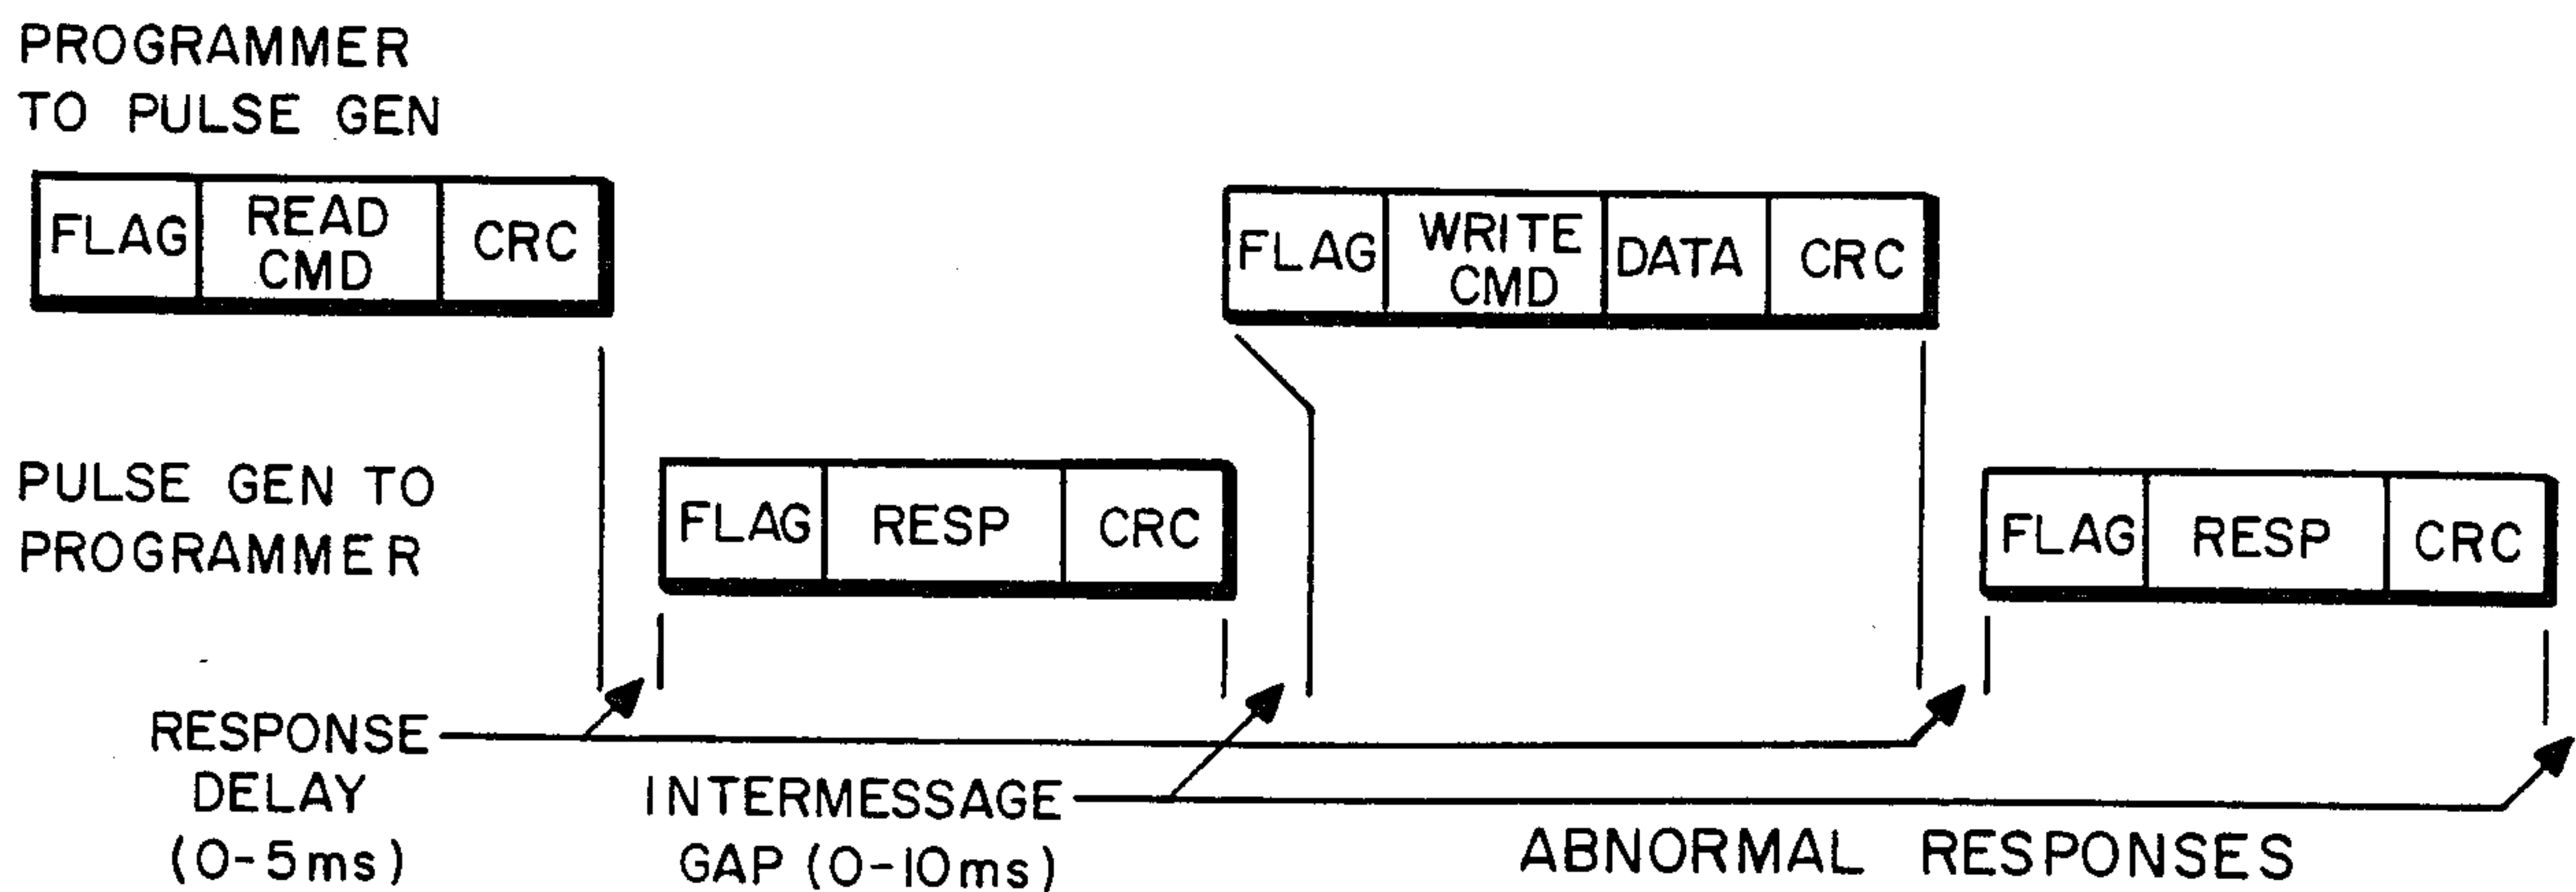 PROGRAMMER
TO PULSE GEN
FLAG
READ
CMD
CRC
FLAG
WRITE
CMD
DATA
CRC
PULSE GEN TO
PROGRAMMER
FLAG
RESP
CRC
FLAG
RESP
CRC
RESPONSE
DELAY
(0-5ms)
INTERMESSAGE
GAP (0-10ms)
ABNORMAL RESPONSES